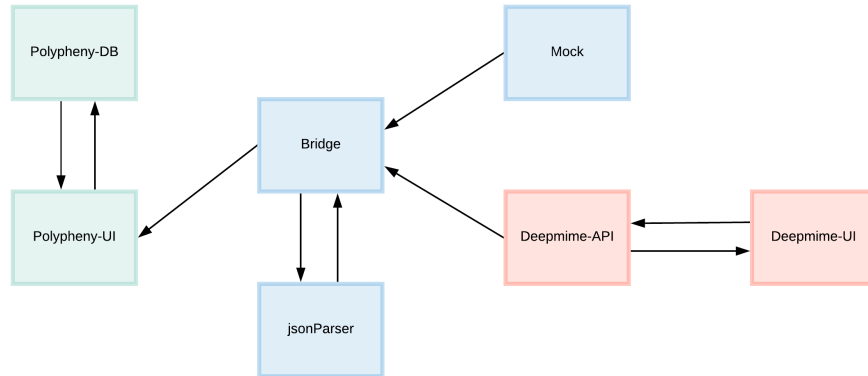 Polypheny-DB
Mock
Bridge
Polypheny-UI
Deepmime-API
Deepmime-UI
jsonParser